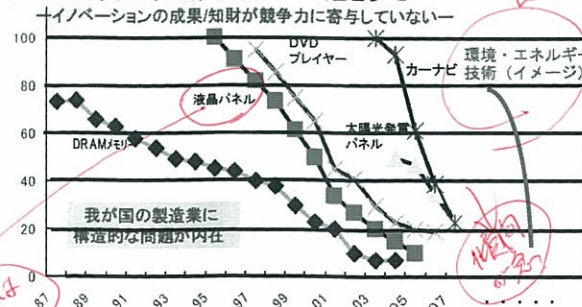 ―イノベーションの成果/知財が競争力に寄与していない―
100
80
60
40
20
0
DVD
プレイヤー
カーナビ
環境・エネルギー
技術（イメージ）
液晶パネル
太陽光発電
パネル
DRAMメモリー
我が国の製造業に
構造的な問題が内在
87
89
91
93
95
97
99
01
03
05
07